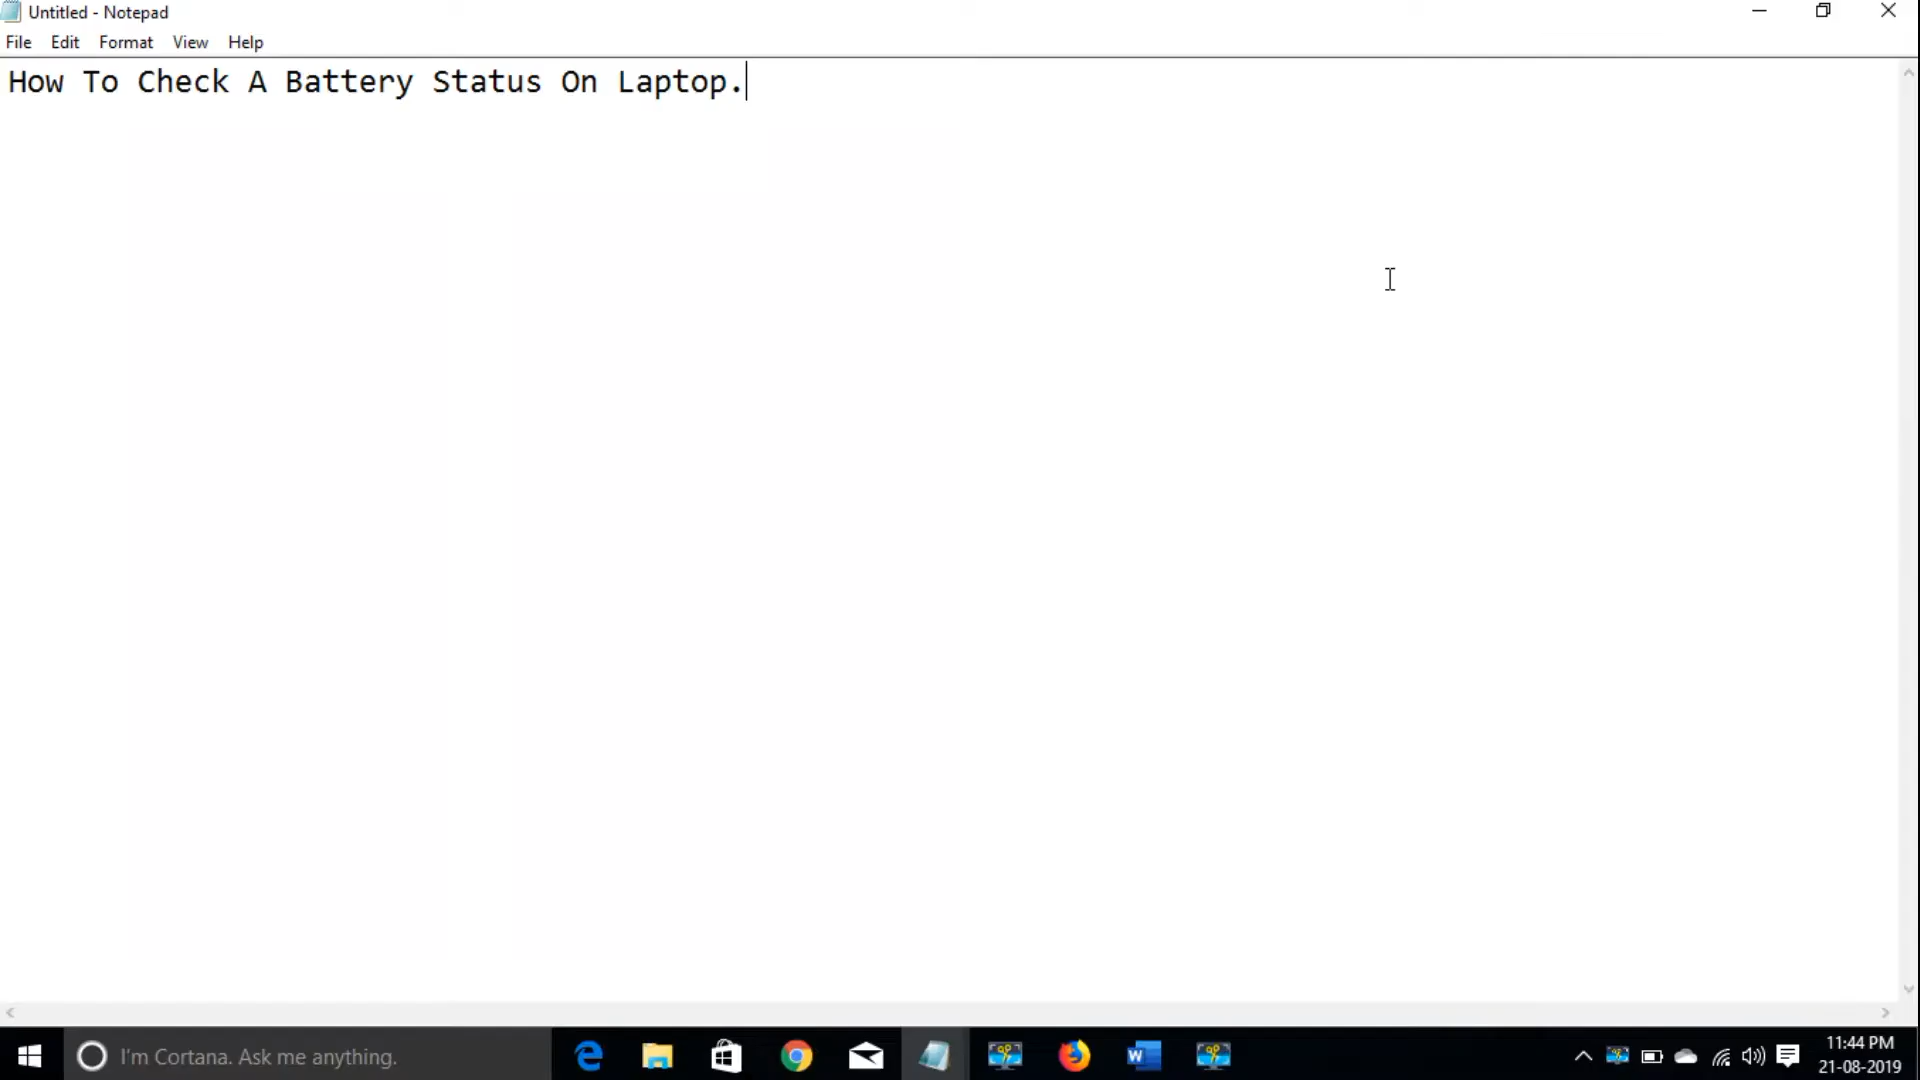 Untitled - Notepad
File Edit Format View Help
How To Check A Battery Status On Laptop.
I'm Cortana. Ask me anything.
11:44 PM
21-08-2019